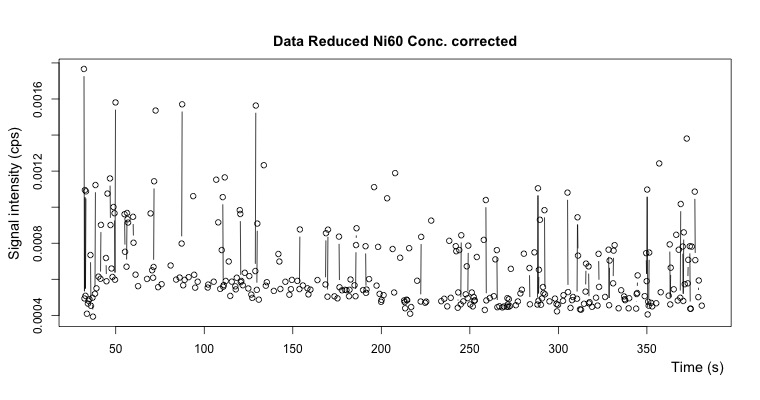 Data Reduced Ni60 Conc. corrected
Signal intensity (cps)
0.0016
0.0012
0.0008
0.0004
50 100 150 200 250 300 350
Time (s)